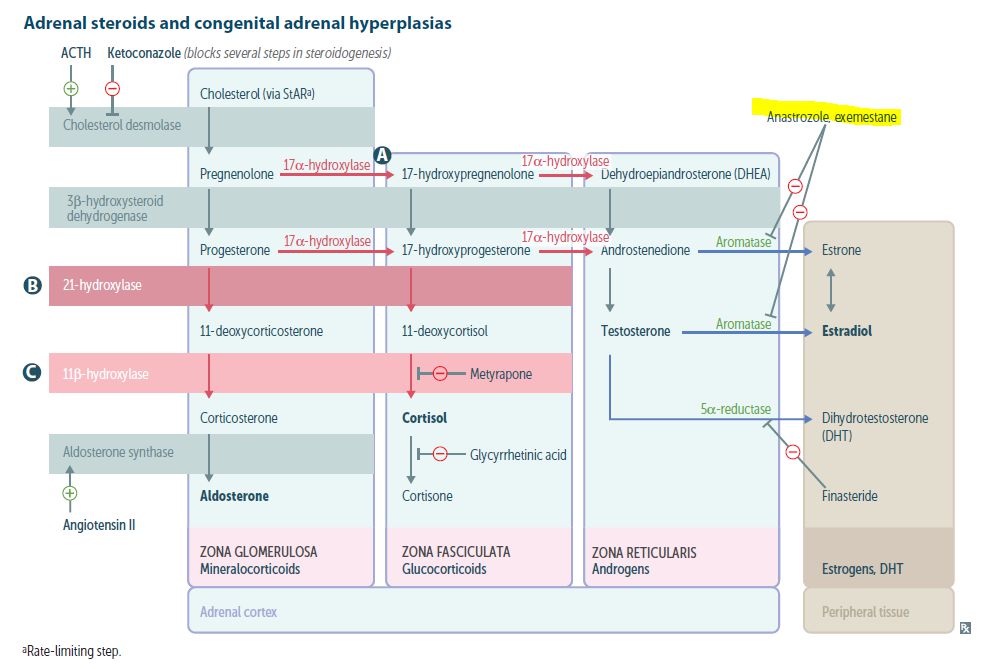 Adrenal steroids and congenital adrenal hyperplasias
ACTH
Ketoconazole (blocks several steps in steroidogenesis)
Cholesterol (via StARᵃ)
Anastrozole, exemestane
Cholesterol desmolase
A
17α-hydroxylase
17α-hydroxylase
Pregnenolone
17-hydroxypregnenolone
Dehydroepiandrosterone (DHEA)
3β-hydroxysteroid
dehydrogenase
17α-hydroxylase
17α-hydroxylase
Aromatase
Progesterone
17-hydroxyprogesterone
Androstenedione
Estrone
B
21-hydroxylase
Aromatase
11-deoxycorticosterone
11-deoxycortisol
Testosterone
Estradiol
C
11β-hydroxylase
Metyrapone
5α-reductase
Corticosterone
Cortisol
Dihydrotestosterone
(DHT)
Aldosterone synthase
Glycyrrhetinic acid
Aldosterone
Cortisone
Finasteride
Angiotensin II
ZONA GLOMERULOSA
Mineralocorticoids
ZONA FASCICULATA
Glucocorticoids
ZONA RETICULARIS
Androgens
Estrogens, DHT
Adrenal cortex
Peripheral tissue
℞
ᵃRate-limiting step.